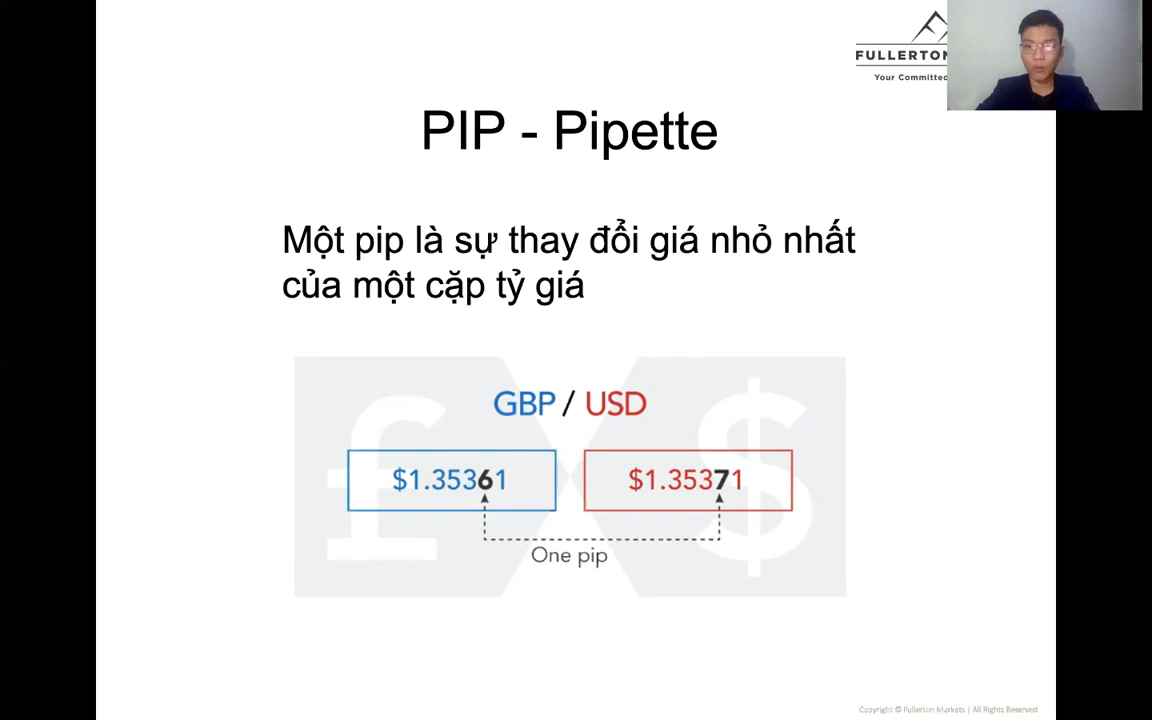 FULLERTON
Your Committed
PIP - Pipette
Một pip là sự thay đổi giá nhỏ nhất
của một cặp tỷ giá
GBP / USD
$1.35361
$1.35371
One pip
Copyright © Fullerton Markets | All Rights Reserved